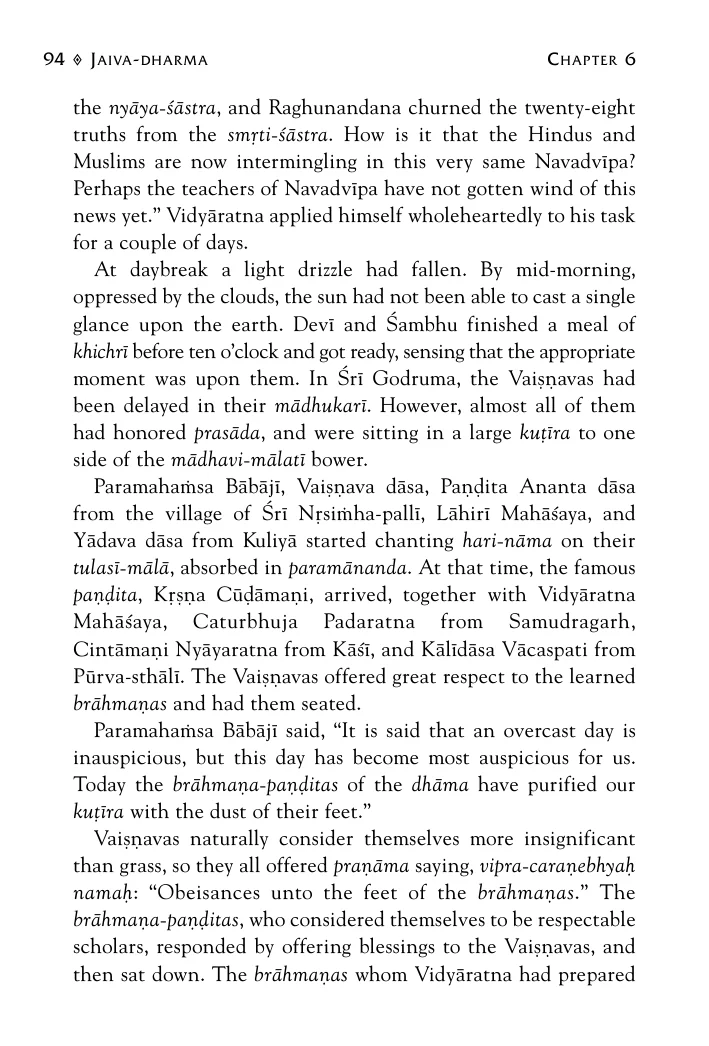 94 ◊ Jaiva-dharma Chapter 6
the nyāya-śāstra, and Raghunandana churned the twenty-eight
truths from the smṛti-śāstra. How is it that the Hindus and
Muslims are now intermingling in this very same Navadvīpa?
Perhaps the teachers of Navadvīpa have not gotten wind of this
news yet.” Vidyāratna applied himself wholeheartedly to his task
for a couple of days.
At daybreak a light drizzle had fallen. By mid-morning,
oppressed by the clouds, the sun had not been able to cast a single
glance upon the earth. Devī and Śambhu finished a meal of
khichrī before ten o’clock and got ready, sensing that the appropriate
moment was upon them. In Śrī Godruma, the Vaiṣṇavas had
been delayed in their mādhukarī. However, almost all of them
had honored prasāda, and were sitting in a large kuṭīra to one
side of the mādhavi-mālatī bower.
Paramahaṁsa Bābājī, Vaiṣṇava dāsa, Paṇḍita Ananta dāsa
from the village of Śrī Nṛsiṁha-pallī, Lāhirī Mahāśaya, and
Yādava dāsa from Kuliyā started chanting hari-nāma on their
tulasī-mālā, absorbed in paramānanda. At that time, the famous
paṇḍita, Kṛṣṇa Cūḍāmaṇi, arrived, together with Vidyāratna
Mahāśaya, Caturbhuja Padaratna from Samudragarh,
Cintāmaṇi Nyāyaratna from Kāśī, and Kālīdāsa Vācaspati from
Pūrva-sthālī. The Vaiṣṇavas offered great respect to the learned
brāhmaṇas and had them seated.
Paramahaṁsa Bābājī said, “It is said that an overcast day is
inauspicious, but this day has become most auspicious for us.
Today the brāhmaṇa-paṇḍitas of the dhāma have purified our
kuṭīra with the dust of their feet.”
Vaiṣṇavas naturally consider themselves more insignificant
than grass, so they all offered praṇāma saying, vipra-caraṇebhyaḥ
namaḥ: “Obeisances unto the feet of the brāhmaṇas.” The
brāhmaṇa-paṇḍitas, who considered themselves to be respectable
scholars, responded by offering blessings to the Vaiṣṇavas, and
then sat down. The brāhmaṇas whom Vidyāratna had prepared